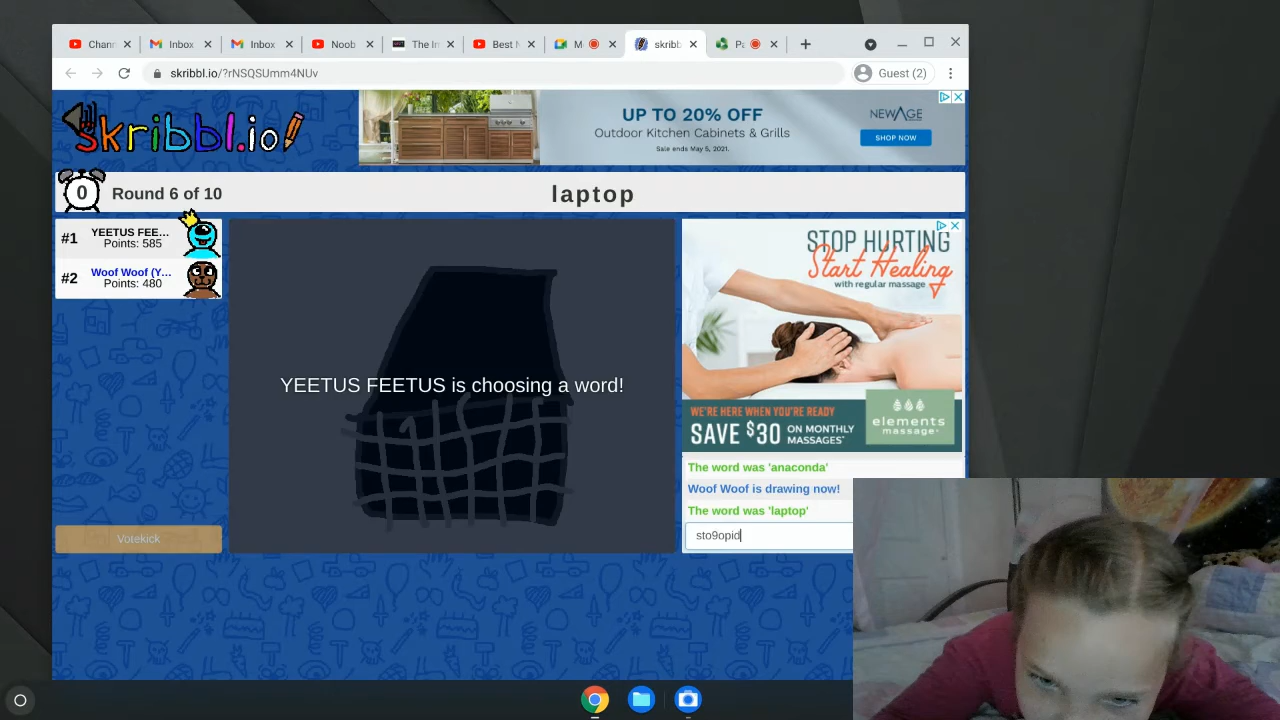 Chann
Inbox
Inbox
Noob
The In
Best N
M
skribb
Pa
skribbl.io/?rNSQSUmm4NUv
Guest (2)
skribbl.io
UP TO 20% OFF
Outdoor Kitchen Cabinets & Grills
Sale ends May 5, 2021.
NEWAGE
SHOP NOW
0
Round 6 of 10
laptop
#1
YEETUS FEE...
Points: 585
#2
Woof Woof (Y...
Points: 480
YEETUS FEETUS is choosing a word!
Votekick
STOP HURTING
Start Healing
with regular massage
WE'RE HERE WHEN YOU'RE READY
SAVE $30 ON MONTHLY MASSAGES*
elements
massage
The word was 'anaconda'
Woof Woof is drawing now!
The word was 'laptop'
sto9opid